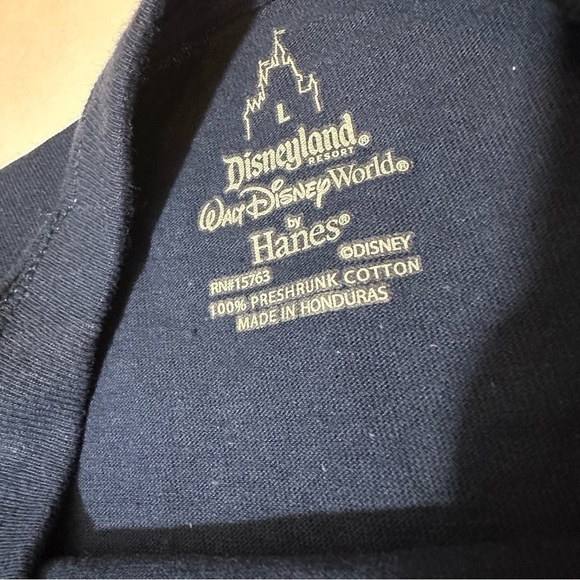 L
Disneyland®
RESORT
Walt Disney World®
by
Hanes®
©DISNEY
RN#15763
100% PRESHRUNK COTTON
MADE IN HONDURAS